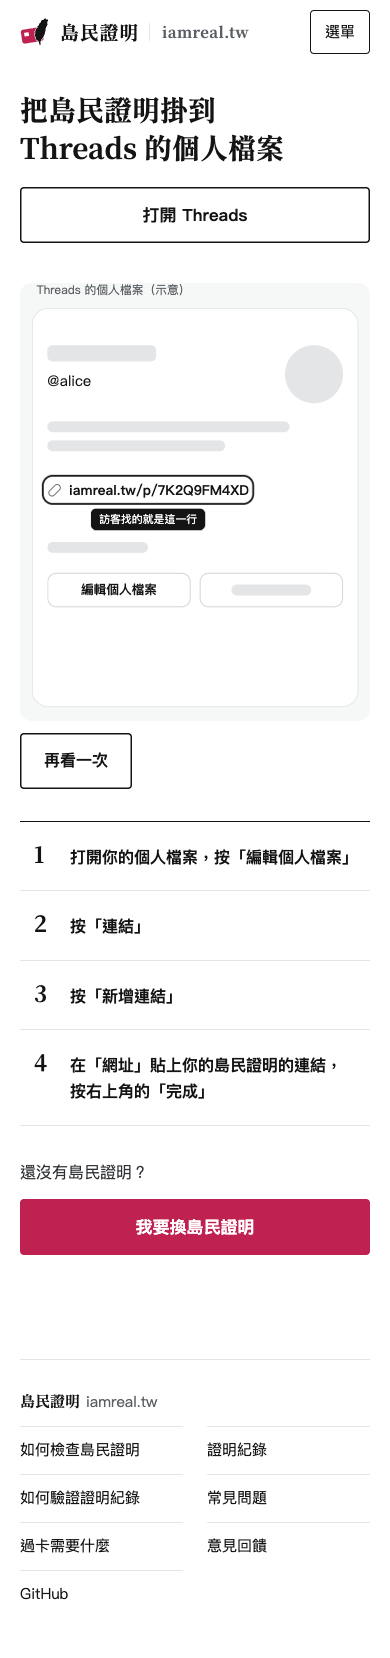 島民證明 iamreal.tw
選單
把島民證明掛到
Threads 的個人檔案
打開 Threads
Threads 的個人檔案（示意）
@alice
iamreal.tw/p/7K2Q9FM4XD
訪客找的就是這一行
編輯個人檔案
再看一次
1 打開你的個人檔案，按「編輯個人檔案」
2 按「連結」
3 按「新增連結」
4 在「網址」貼上你的島民證明的連結，
按右上角的「完成」
還沒有島民證明？
我要換島民證明
島民證明 iamreal.tw
如何檢查島民證明
證明紀錄
如何驗證證明紀錄
常見問題
過卡需要什麼
意見回饋
GitHub